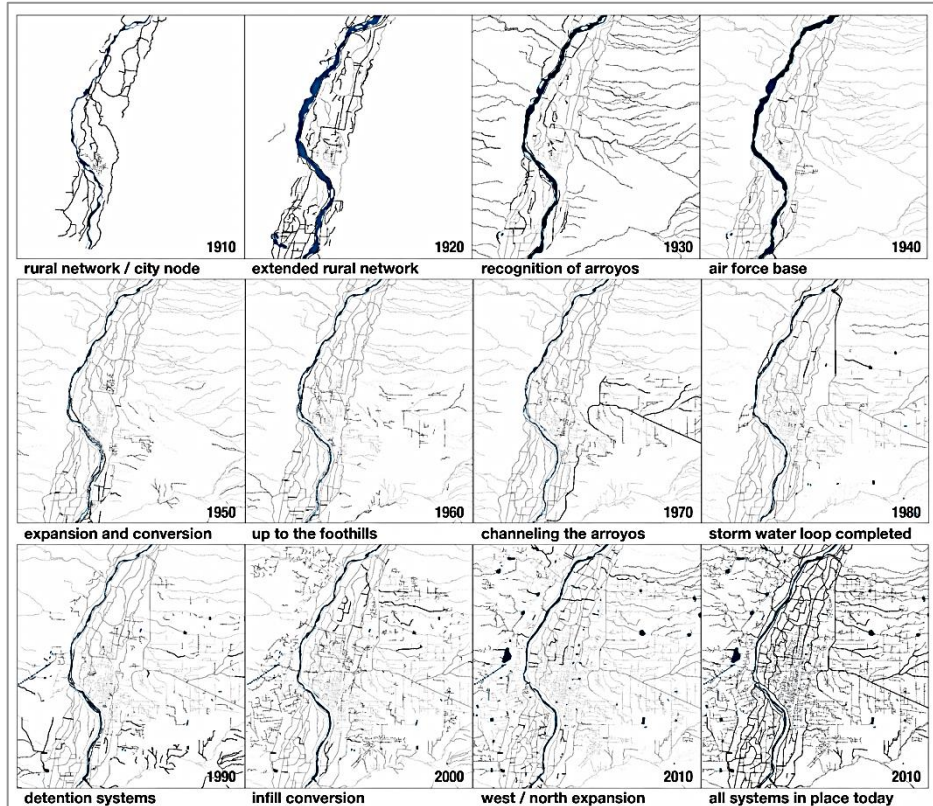 1910
1920
1930
1940
rural network / city node
extended rural network
recognition of arroyos
air force base
1950
1960
1970
1980
expansion and conversion
up to the foothills
channeling the arroyos
storm water loop completed
1990
2000
2010
2010
detention systems
infill conversion
west / north expansion
all systems in place today